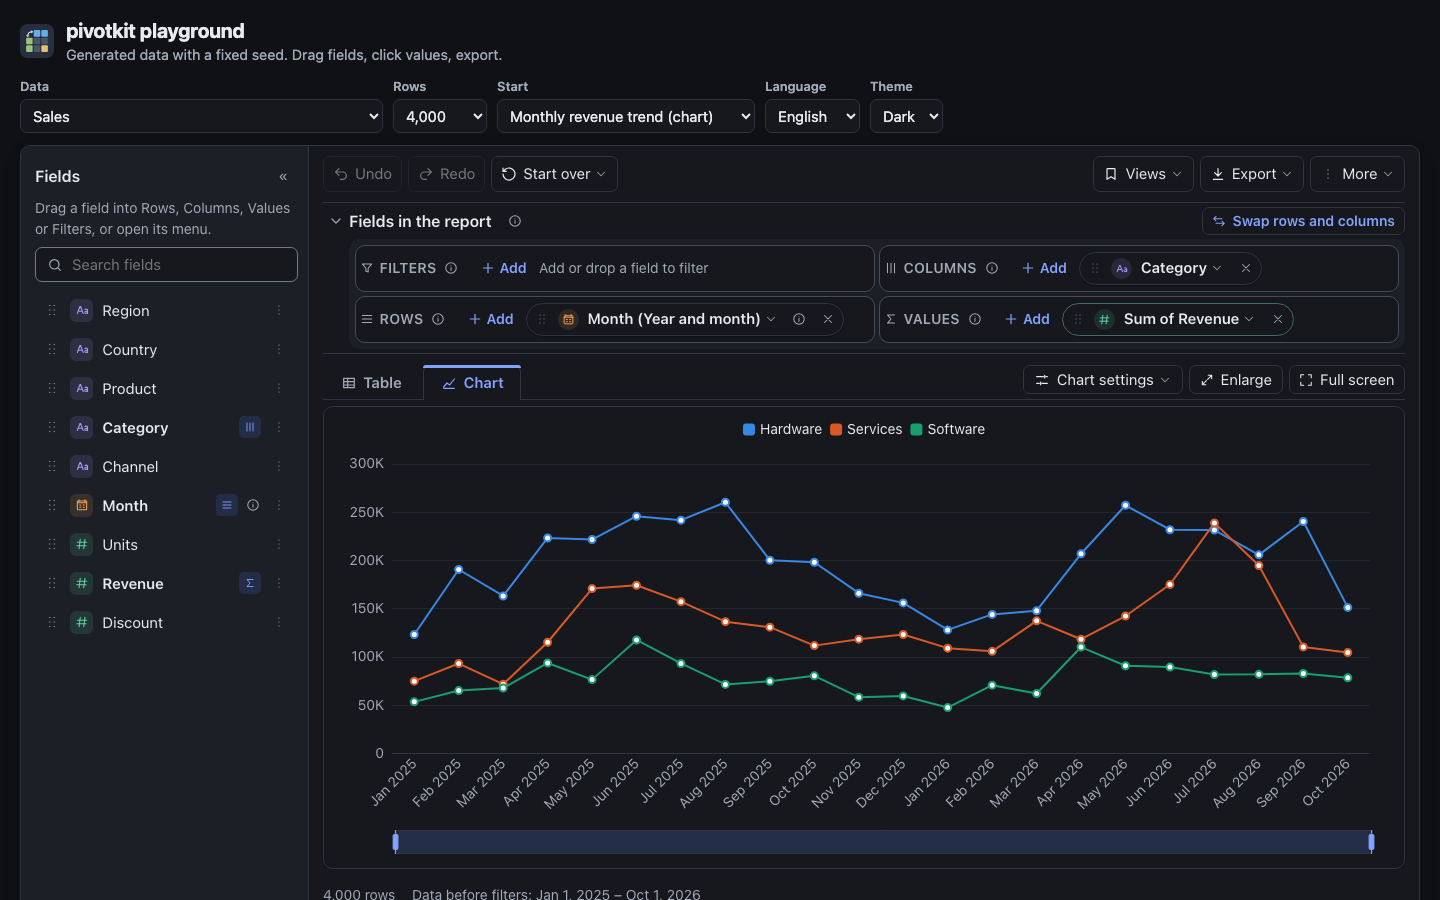 pivotkit playground
Generated data with a fixed seed. Drag fields, click values, export.
Data
Rows
Start
Language
Theme
Sales
4,000
Monthly revenue trend (chart)
English
Dark
Fields
«
Drag a field into Rows, Columns, Values
or Filters, or open its menu.
Search fields
Aa Region
Aa Country
Aa Product
Aa Category
Aa Channel
Month
# Units
# Revenue Σ
# Discount
Undo
Redo
Start over
Views
Export
More
Fields in the report
Swap rows and columns
FILTERS + Add Add or drop a field to filter
COLUMNS + Add Aa Category
ROWS + Add Month (Year and month)
Σ VALUES + Add # Sum of Revenue
Table
Chart
Chart settings
Enlarge
Full screen
Hardware Services Software
300K
250K
200K
150K
100K
50K
0
Jan 2025
Feb 2025
Mar 2025
Apr 2025
May 2025
Jun 2025
Jul 2025
Aug 2025
Sep 2025
Oct 2025
Nov 2025
Dec 2025
Jan 2026
Feb 2026
Mar 2026
Apr 2026
May 2026
Jun 2026
Jul 2026
Aug 2026
Sep 2026
Oct 2026
4,000 rows Data before filters: Jan 1, 2025 – Oct 1, 2026